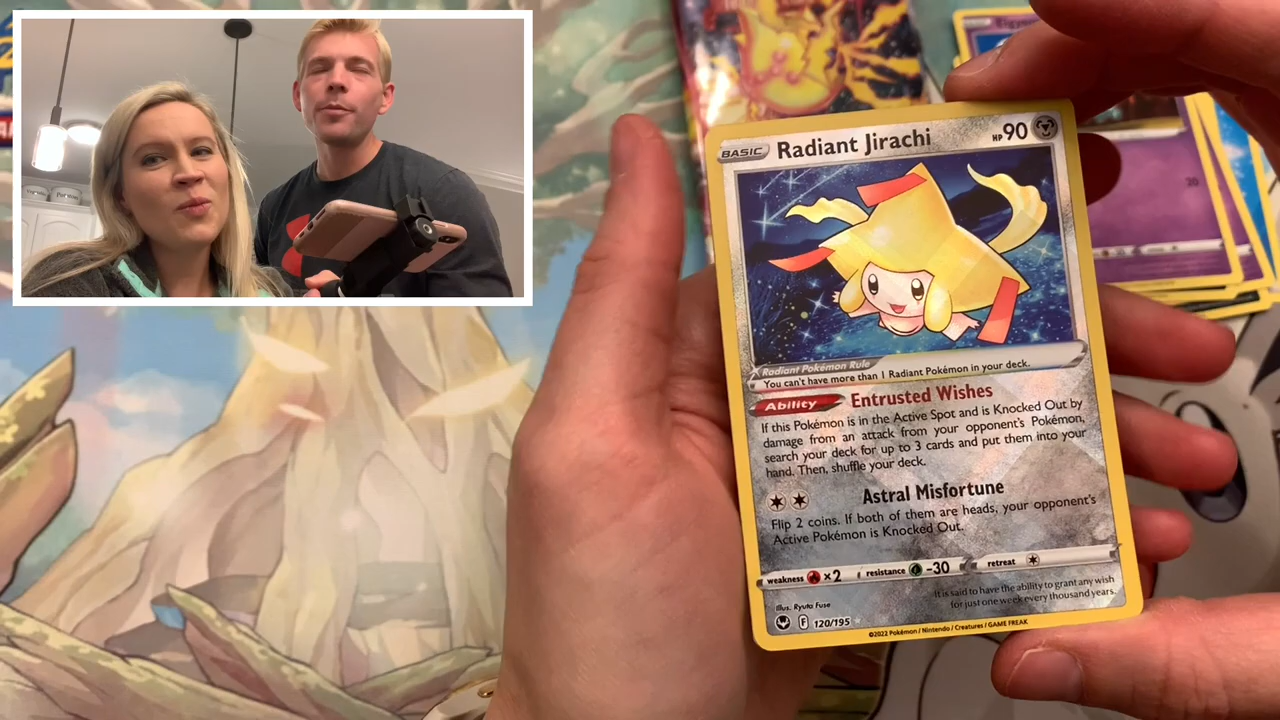 BASIC Radiant Jirachi HP 90
Radiant Pokémon Rule
You can't have more than 1 Radiant Pokémon in your deck.
Ability Entrusted Wishes
If this Pokémon is in the Active Spot and is Knocked Out by
damage from an attack from your opponent's Pokémon,
search your deck for up to 3 cards and put them into your
hand. Then, shuffle your deck.
Astral Misfortune
Flip 2 coins. If both of them are heads, your opponent's
Active Pokémon is Knocked Out.
weakness ×2 resistance -30 retreat
It is said to have the ability to grant any wish
for just one week every thousand years.
Illus. Ryuta Fuse
F 120/195
©2022 Pokémon / Nintendo / Creatures / GAME FREAK
30